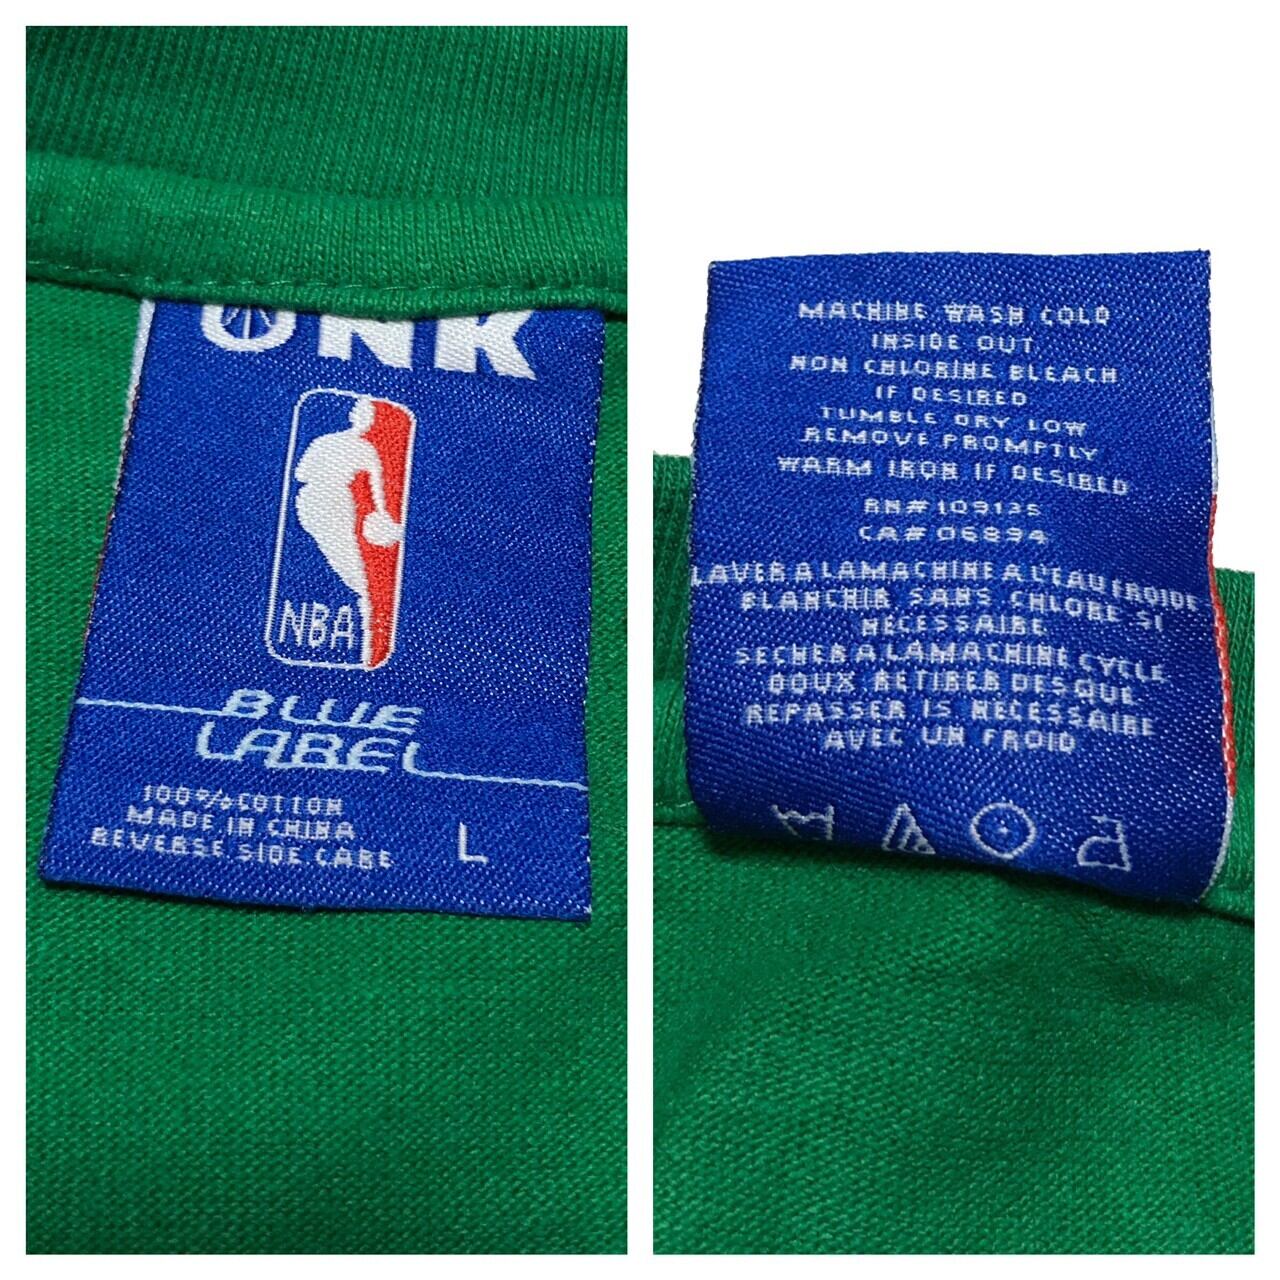 UNK
NBA
BLUE
LABEL
100% COTTON
MADE IN CHINA
REVERSE SIDE CARE
L
MACHINE WASH COLD
INSIDE OUT
NON CHLORINE BLEACH
IF DESIRED
TUMBLE DRY LOW
REMOVE PROMPTLY
WARM IRON IF DESIRED
RN# 109135
CA# 06894
LAVER A LA MACHINE A L'EAU FROIDE
BLANCHIR SANS CHLORE SI
NECESSAIRE
SECHER A LA MACHINE CYCLE
DOUX RETIRER DES QUE
REPASSER IS NECESSAIRE
AVEC UN FROID